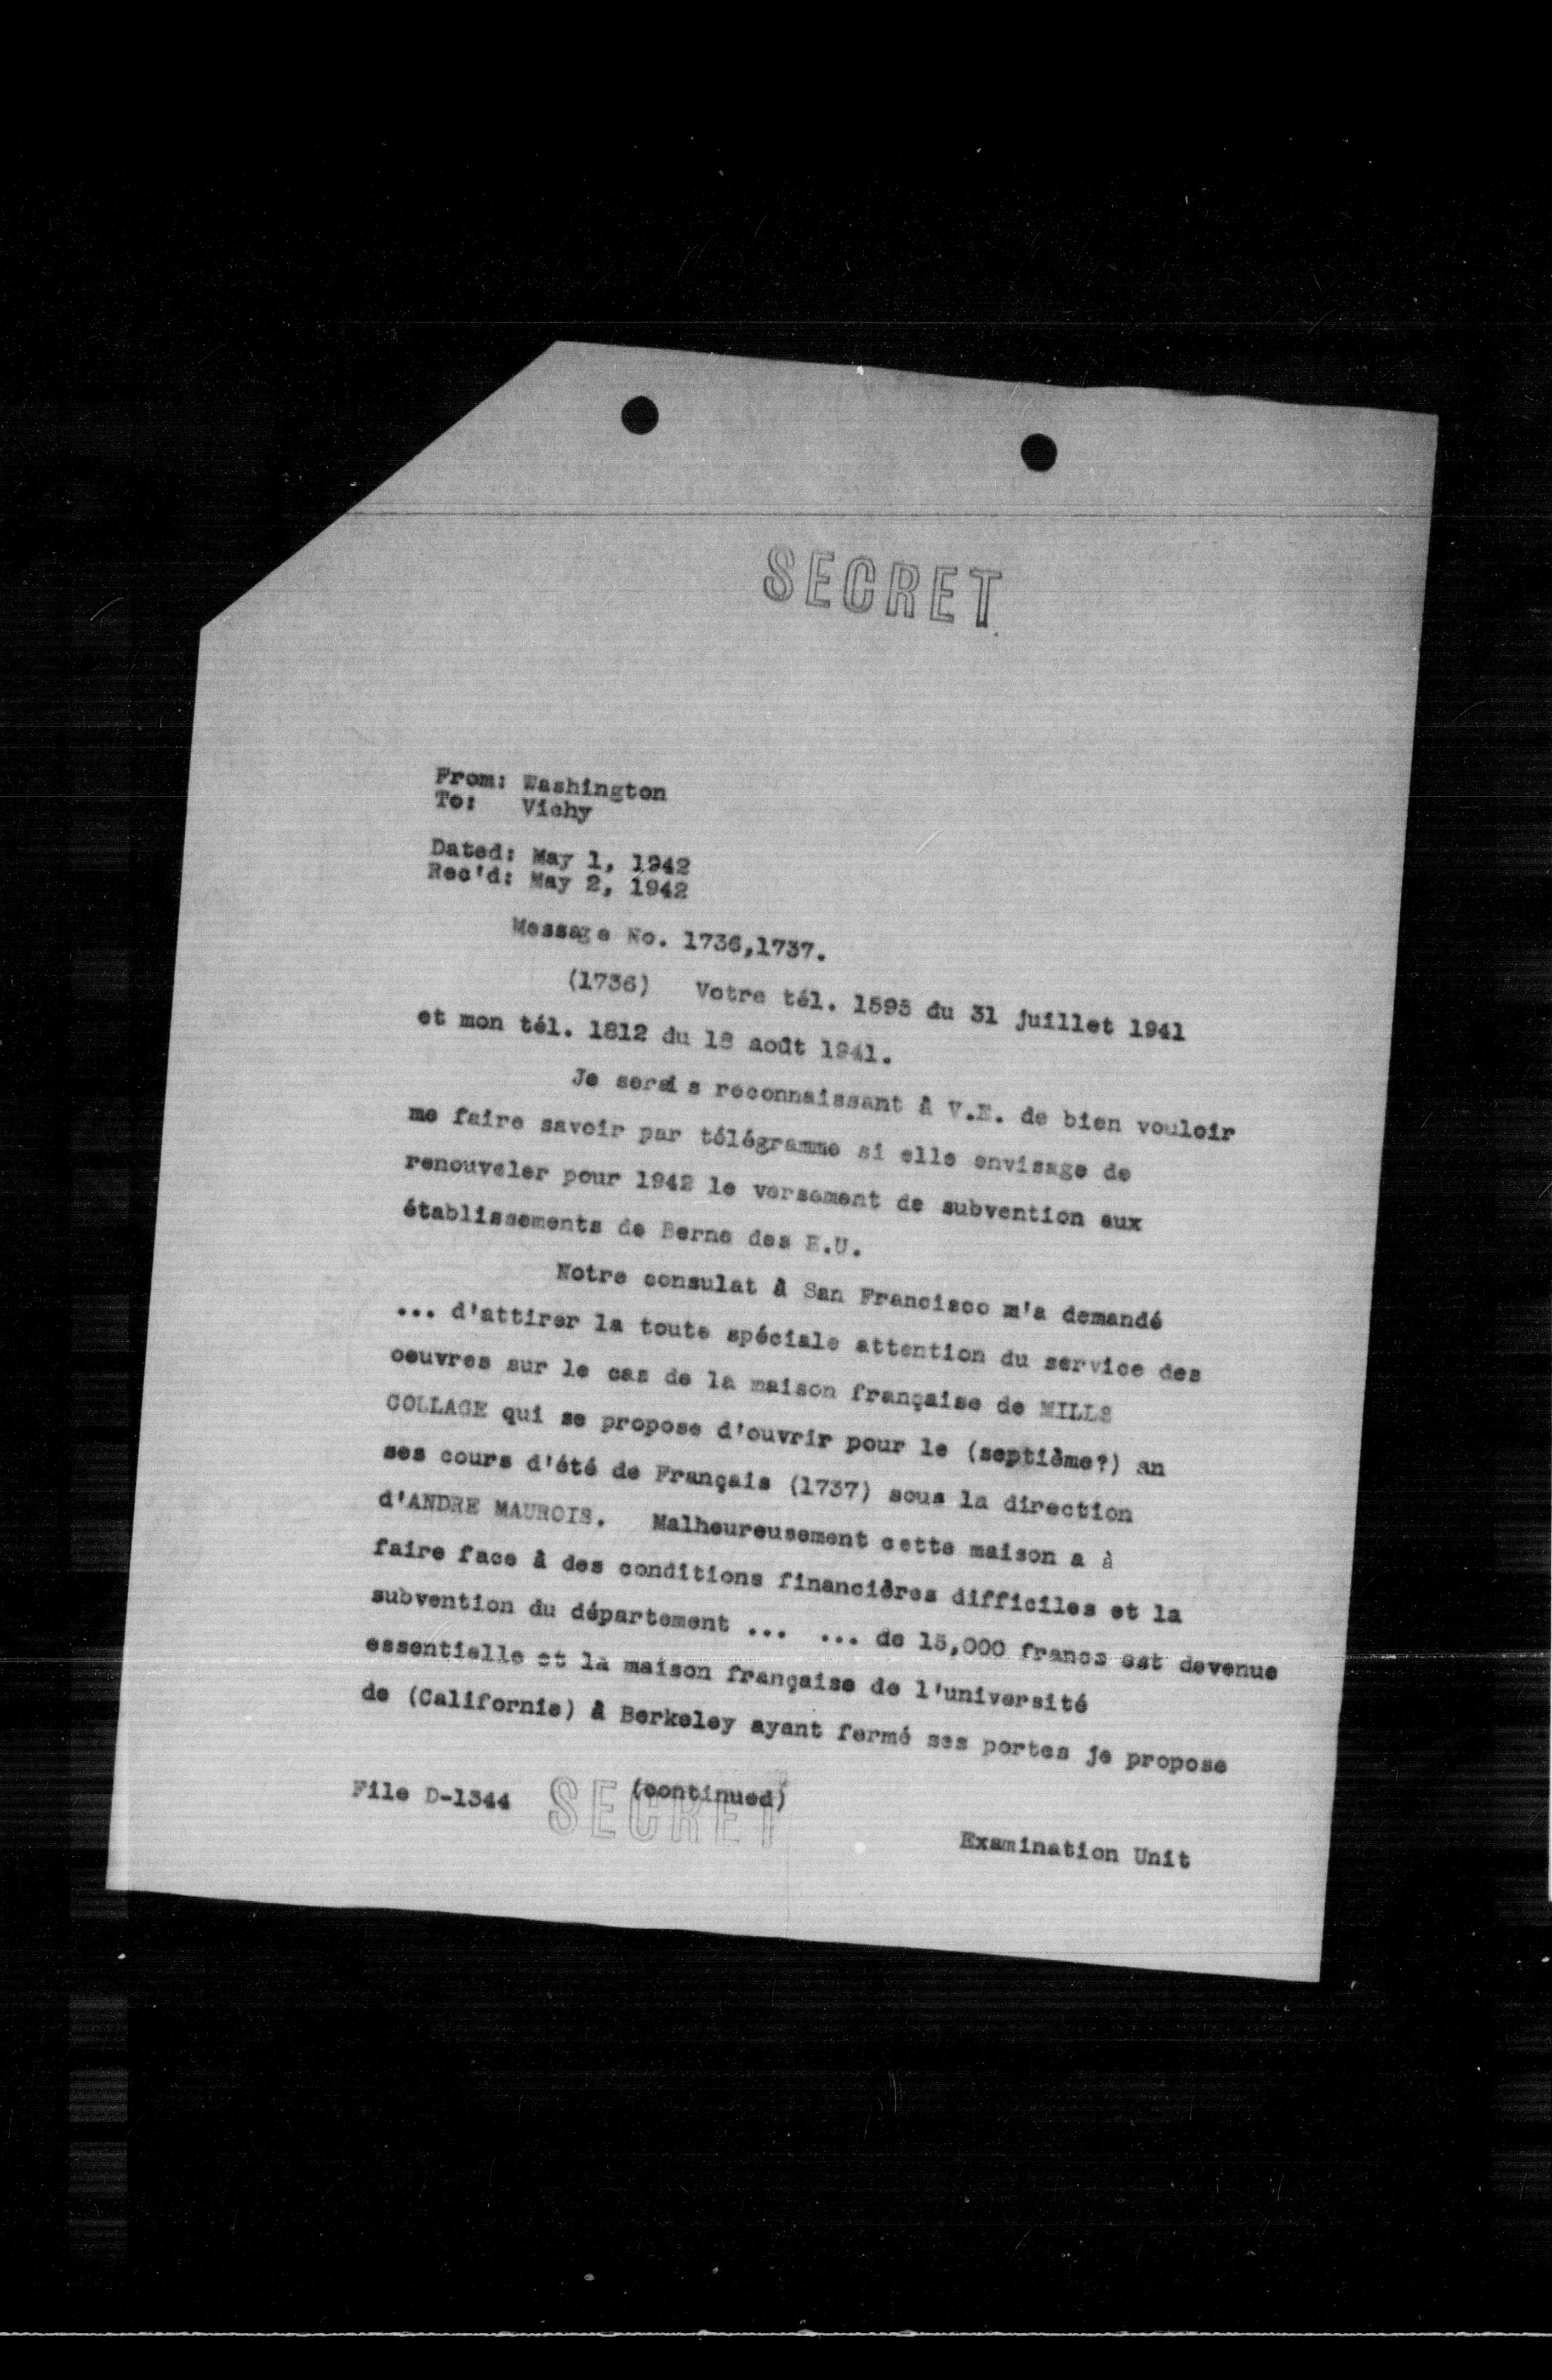 SECRET
From: Washington
To: Vichy
Dated: May 1, 1942
Rec'd: May 2, 1942
Message No. 1736,1737.
(1736) Votre tél. 1593 du 31 juillet 1941
et mon tél. 1812 du 18 août 1941.
Je serais reconnaissant à V.E. de bien vouloir
me faire savoir par télégramme si elle envisage de
renouveler pour 1942 le versement de subvention aux
établissements de Berne des E.U.
Notre consulat à San Francisco m'a demandé
... d'attirer la toute spéciale attention du service des
oeuvres sur le cas de la maison française de MILLS
COLLAGE qui se propose d'ouvrir pour le (septième?) an
ses cours d'été de Français (1737) sous la direction
d'ANDRE MAUROIS. Malheureusement cette maison a à
faire face à des conditions financières difficiles et la
subvention du département ... ... de 15,000 francs est devenue
essentielle et la maison française de l'université
de (Californie) à Berkeley ayant fermé ses portes je propose
(continued)
File D-1344
SECRET
Examination Unit